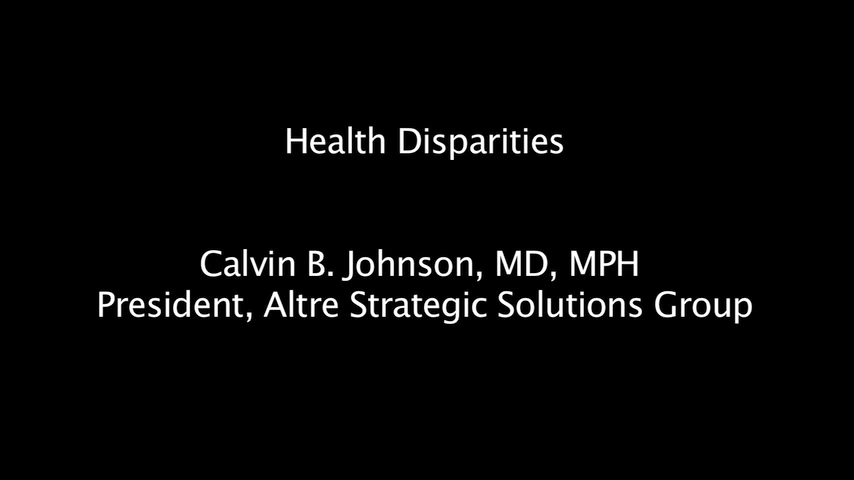 Health Disparities
Calvin B. Johnson, MD, MPH
President, Altre Strategic Solutions Group